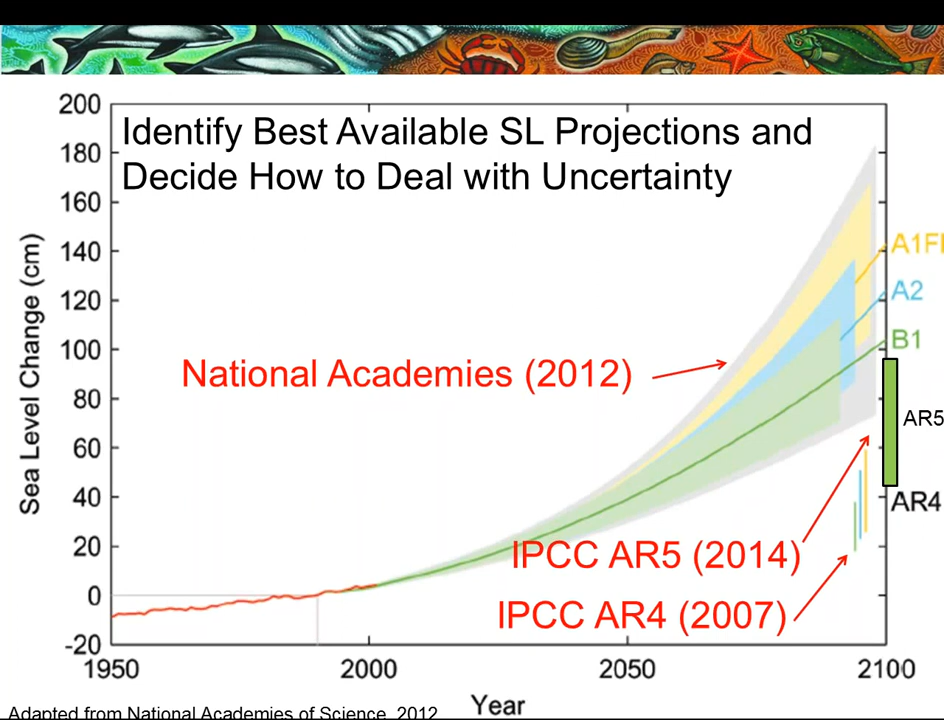 200
Identify Best Available SL Projections and
180
Decide How to Deal with Uncertainty
160
140
A1FI
120
A2
100
B1
National Academies (2012)
80
AR5
60
40
AR4
20
IPCC AR5 (2014)
0
IPCC AR4 (2007)
-20
1950
2000
2050
2100
Sea Level Change (cm)
Year
Adapted from National Academies of Science, 2012